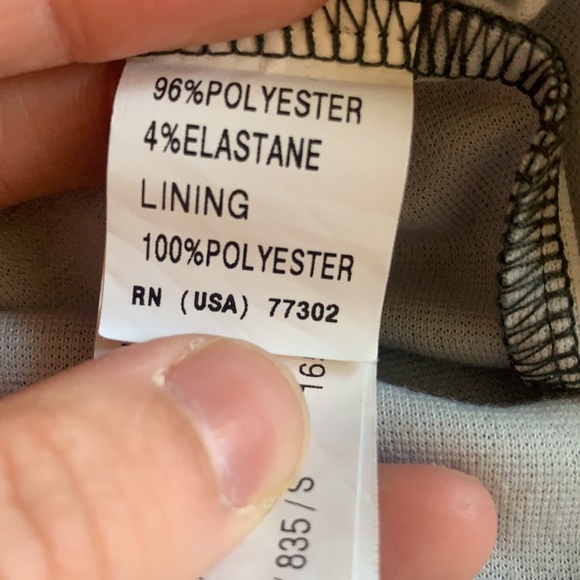 96%POLYESTER
4%ELASTANE
LINING
100%POLYESTER
RN (USA) 77302
835/S